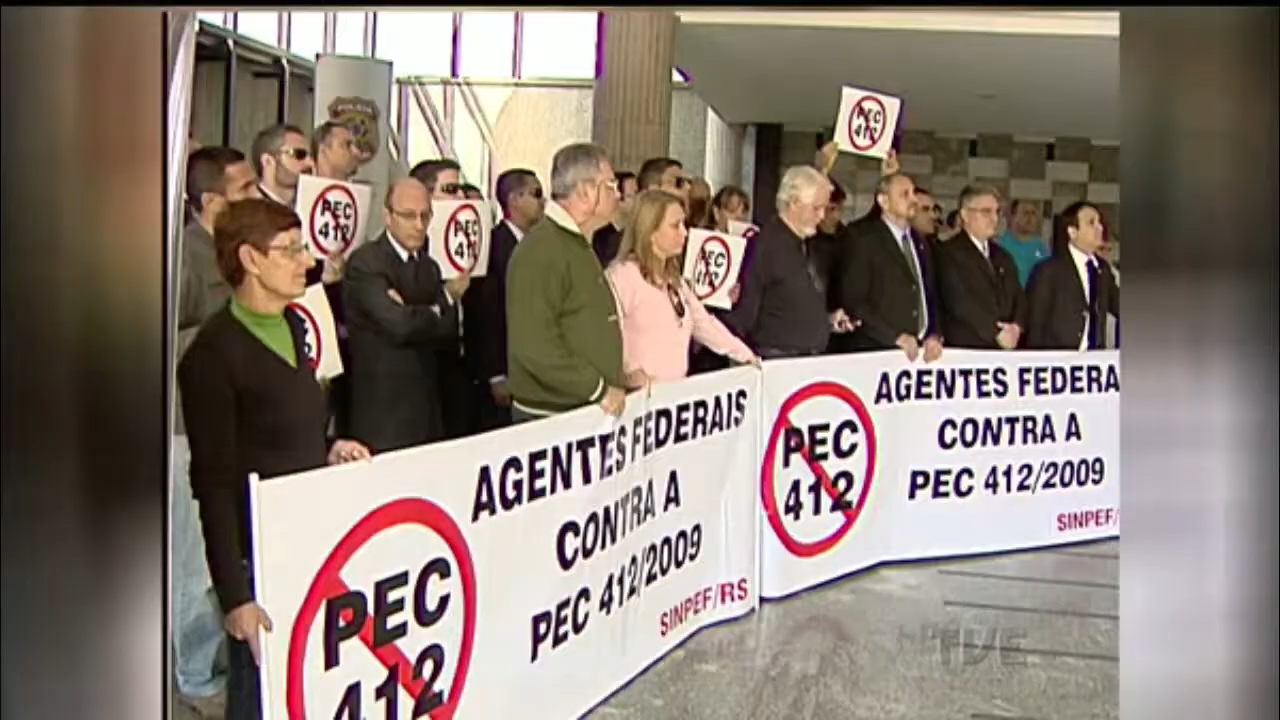 POLÍCIA
PEC
412
PEC
412
PEC
412
PEC
412
AGENTES FEDERAIS
CONTRA A
PEC 412/2009
SINPEF/RS
PEC
412
AGENTES FEDERA
CONTRA A
PEC 412/2009
SINPEF/
PEC
412
TVE